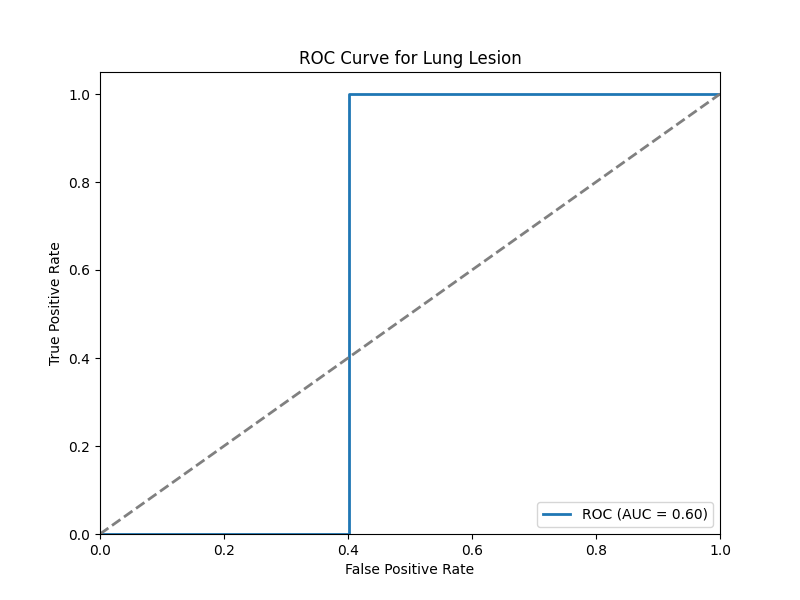 ROC Curve for Lung Lesion
True Positive Rate
1.0
0.8
0.6
0.4
0.2
0.0
ROC (AUC = 0.60)
0.0 0.2 0.4 0.6 0.8 1.0
False Positive Rate